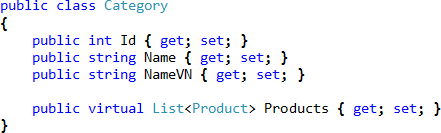 public class Category
{
    public int Id { get; set; }
    public string Name { get; set; }
    public string NameVN { get; set; }

    public virtual List<Product> Products { get; set; }
}